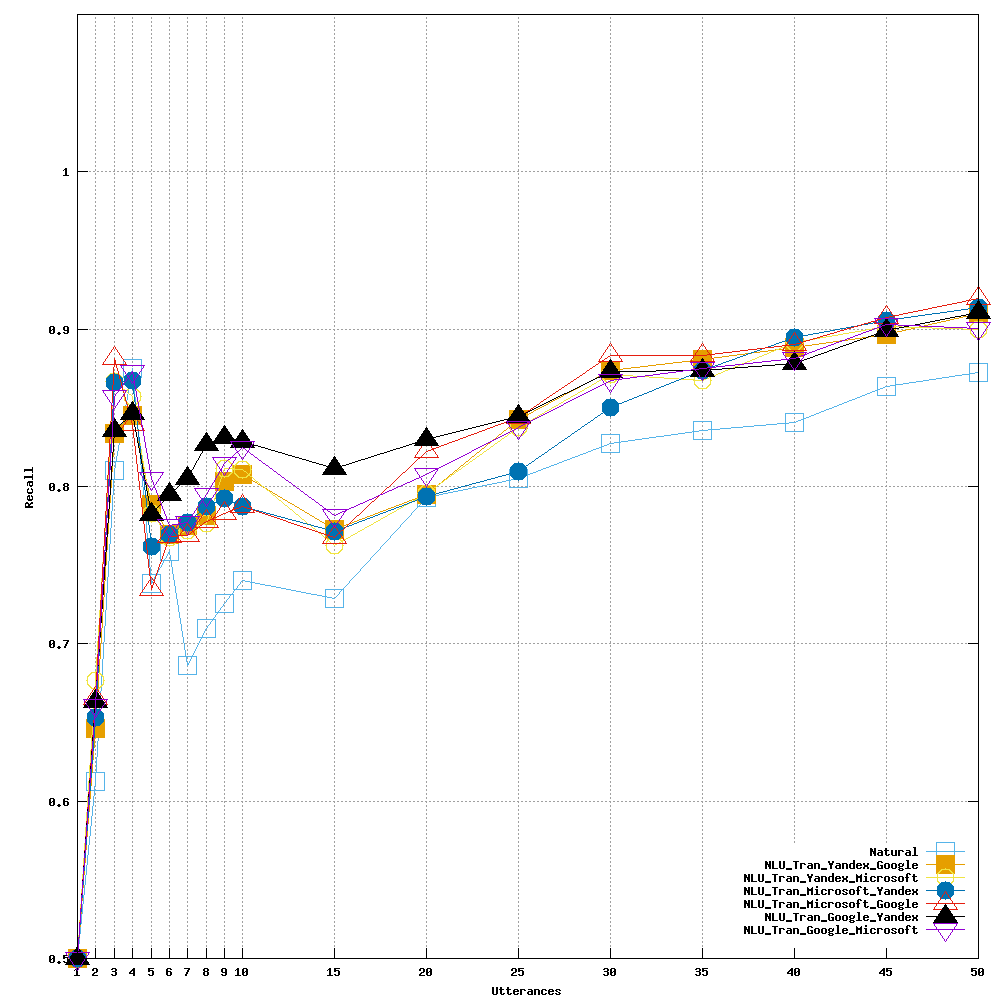 1
0.9
0.8
0.7
0.6
0.5
Recall
Natural
NLU_Tran_Yandex_Google
NLU_Tran_Yandex_Microsoft
NLU_Tran_Microsoft_Yandex
NLU_Tran_Microsoft_Google
NLU_Tran_Google_Yandex
NLU_Tran_Google_Microsoft
1 2 3 4 5 6 7 8 9 10 15 20 25 30 35 40 45 50
Utterances